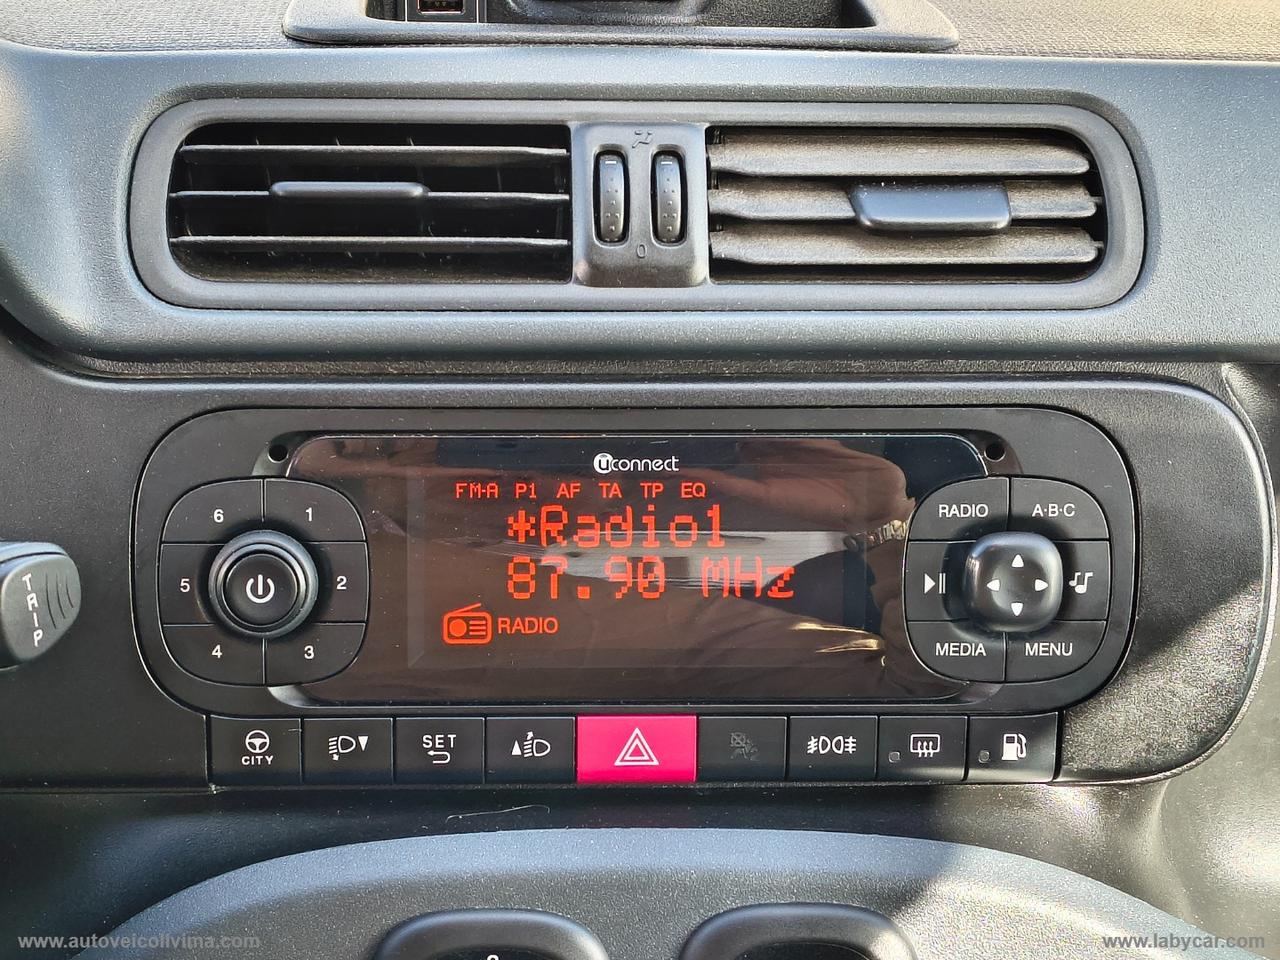 0
uconnect
FM-A P1 AF TA TP EQ
*Radio1
87.90 MHz
RADIO
6 1
5 2
4 3
RADIO A·B·C
MEDIA MENU
TRIP
CITY
SET
www.autoveicolivima.com
www.labycar.com